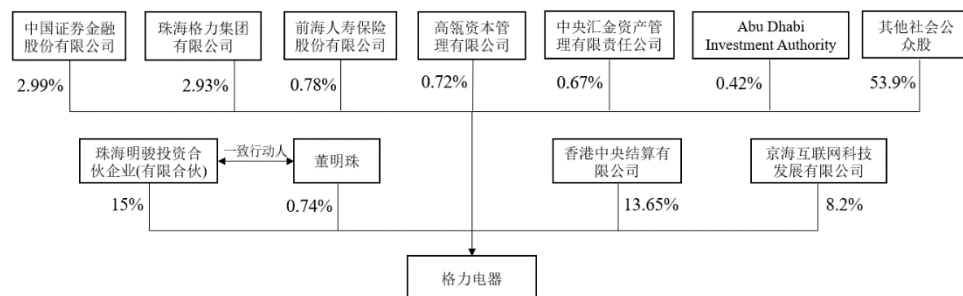 中国证券金融
股份有限公司
珠海格力集团
有限公司
前海人寿保险
股份有限公司
高瓴资本管
理有限公司
中央汇金资产管
理有限责任公司
Abu Dhabi
Investment Authority
其他社会公
众股
2.99%
2.93%
0.78%
0.72%
0.67%
0.42%
53.9%
珠海明骏投资合
伙企业(有限合伙)
一致行动人
董明珠
香港中央结算有
限公司
京海互联网科技
发展有限公司
15%
0.74%
13.65%
8.2%
格力电器